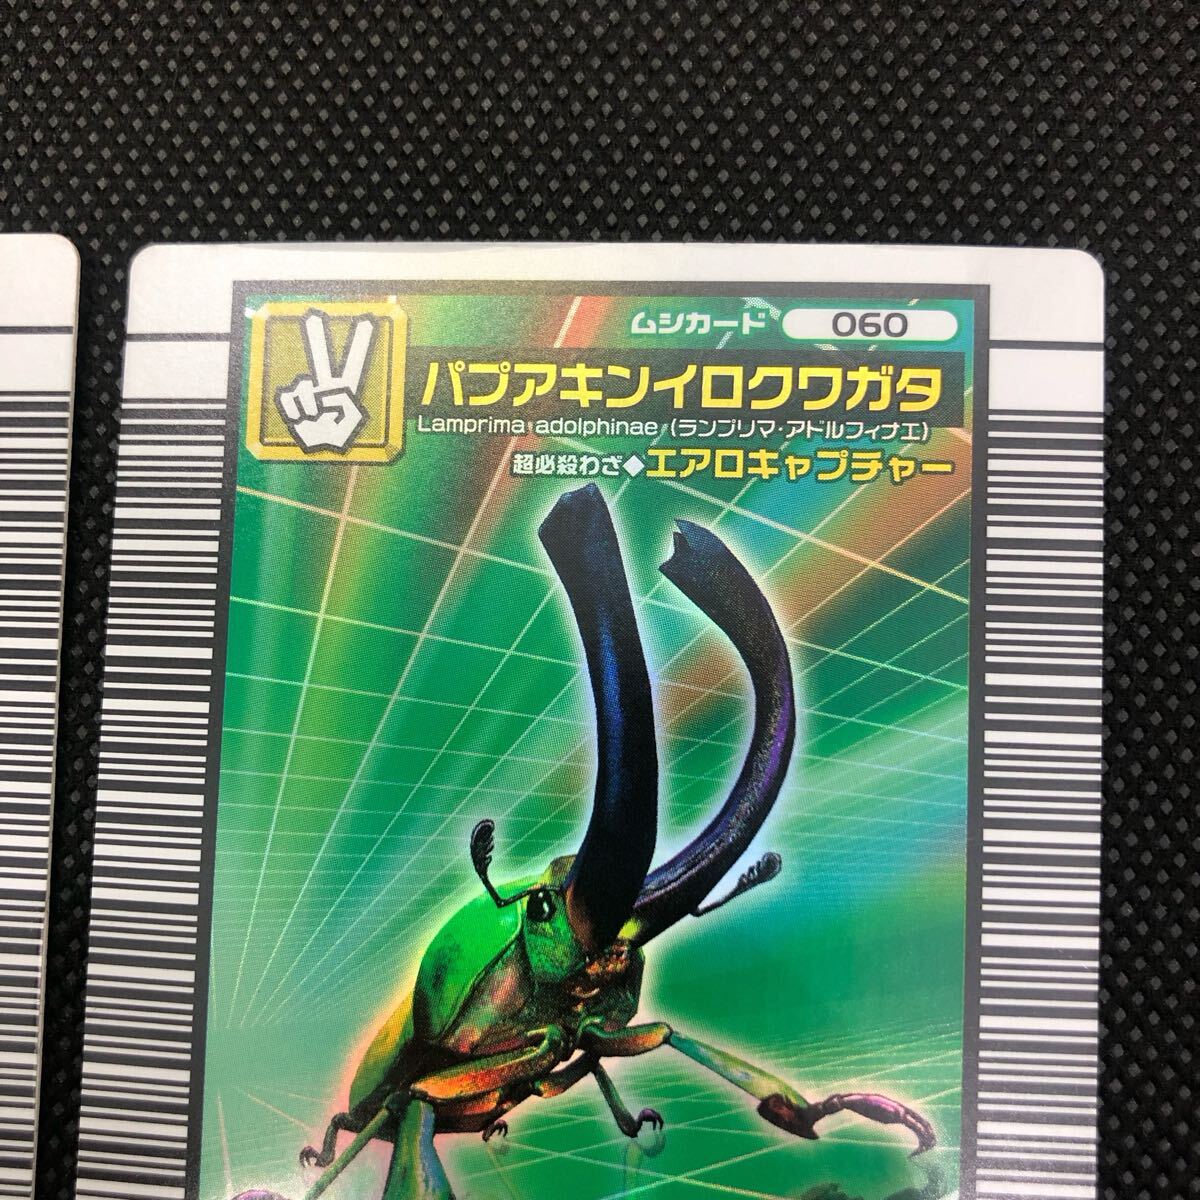 ムシカード 060
パプアキンイロクワガタ
Lamprima adolphinae (ランプリマ・アドルフィナエ)
超必殺わざ◆エアロキャプチャー